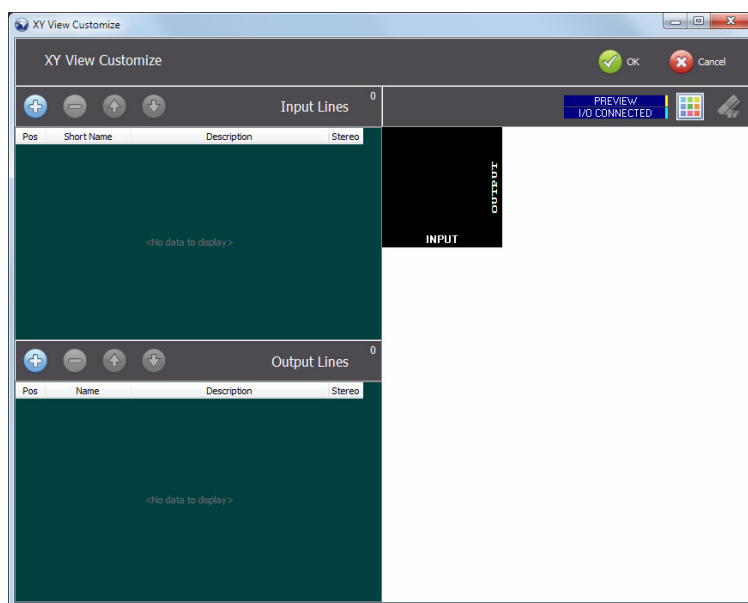 XY View Customize
XY View Customize
OK
Cancel
Input Lines
0
PREVIEW
I/O CONNECTED
Pos Short Name Description Stereo
<No data to display>
OUTPUT
INPUT
Output Lines
0
Pos Name Description Stereo
<No data to display>